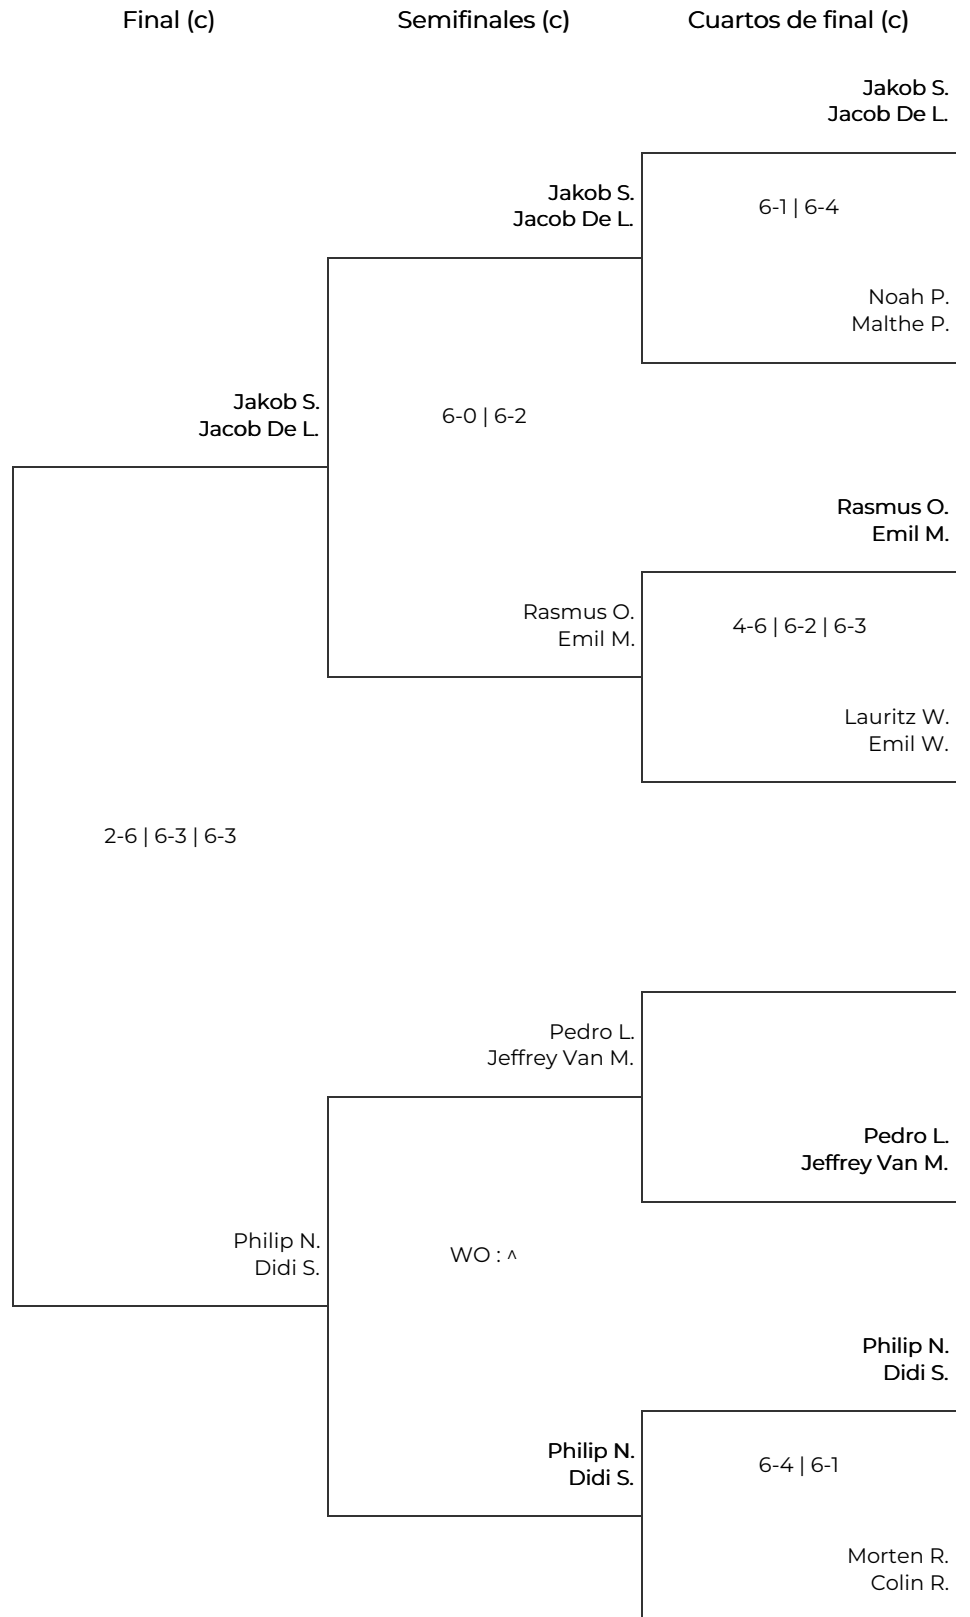 Final (c)
Semifinales (c)
Cuartos de final (c)
Jakob S.
Jacob De L.
Jakob S.
Jacob De L.
6-1 | 6-4
Noah P.
Malthe P.
Jakob S.
Jacob De L.
6-0 | 6-2
Rasmus O.
Emil M.
Rasmus O.
Emil M.
4-6 | 6-2 | 6-3
Lauritz W.
Emil W.
2-6 | 6-3 | 6-3
Pedro L.
Jeffrey Van M.
Pedro L.
Jeffrey Van M.
Philip N.
Didi S.
WO : ^
Philip N.
Didi S.
Philip N.
Didi S.
6-4 | 6-1
Morten R.
Colin R.